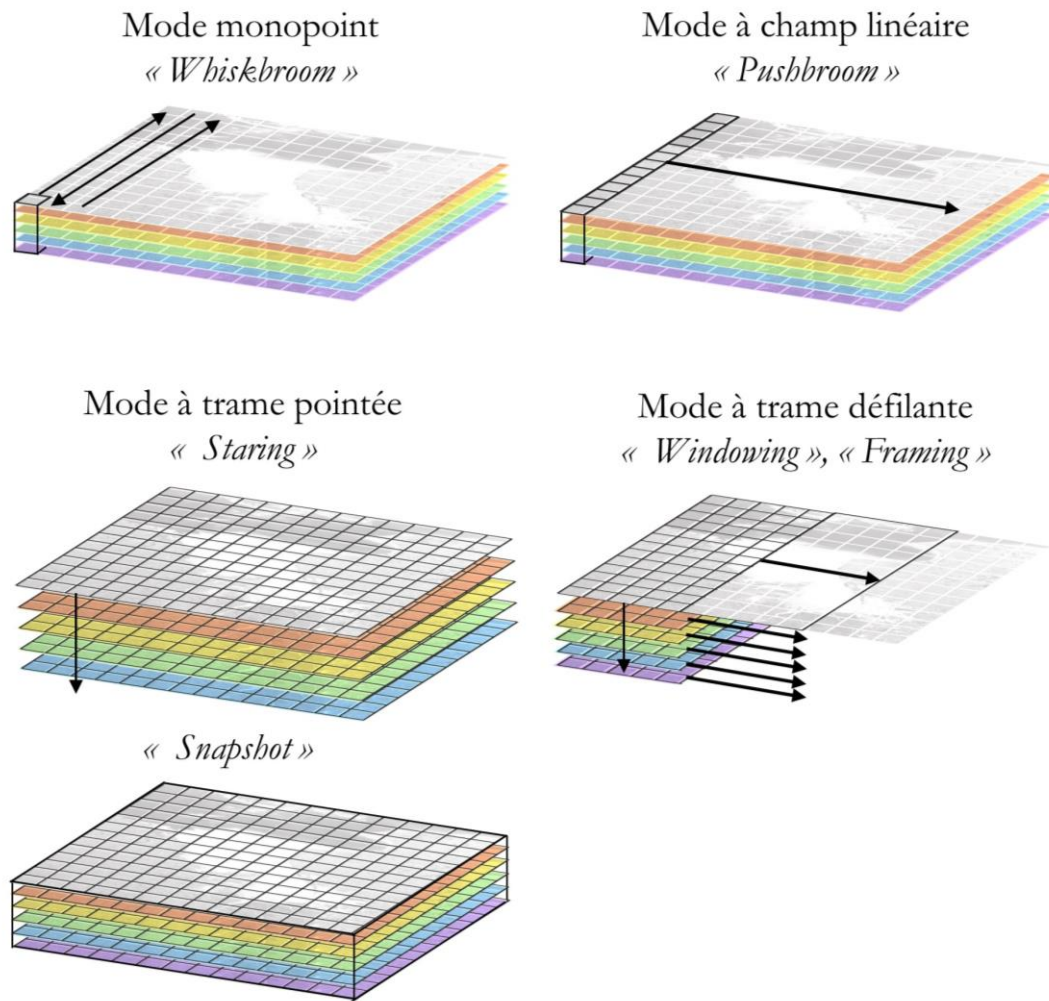 Mode monopoint
« Whiskbroom »
Mode à champ linéaire
« Pushbroom »
Mode à trame pointée
« Staring »
Mode à trame défilante
« Windowing », « Framing »
« Snapshot »